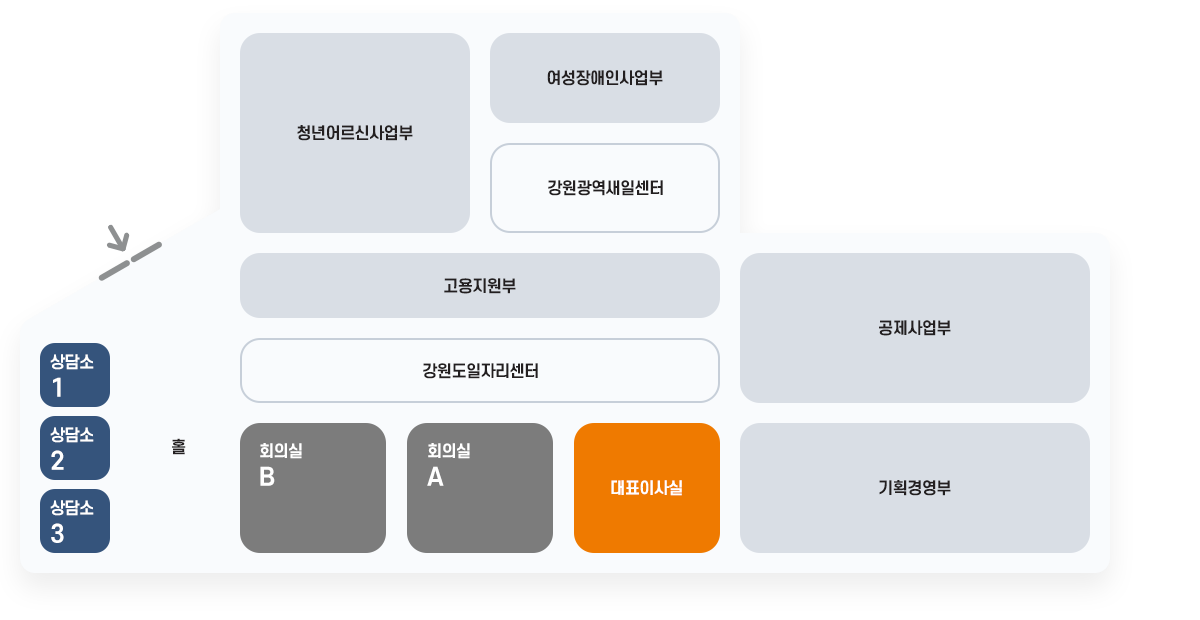 청년어르신사업부
여성장애인사업부
강원광역새일센터
고용지원부
공제사업부
강원도일자리센터
상담소
1
상담소
2
상담소
3
홀
회의실
B
회의실
A
대표이사실
기획경영부